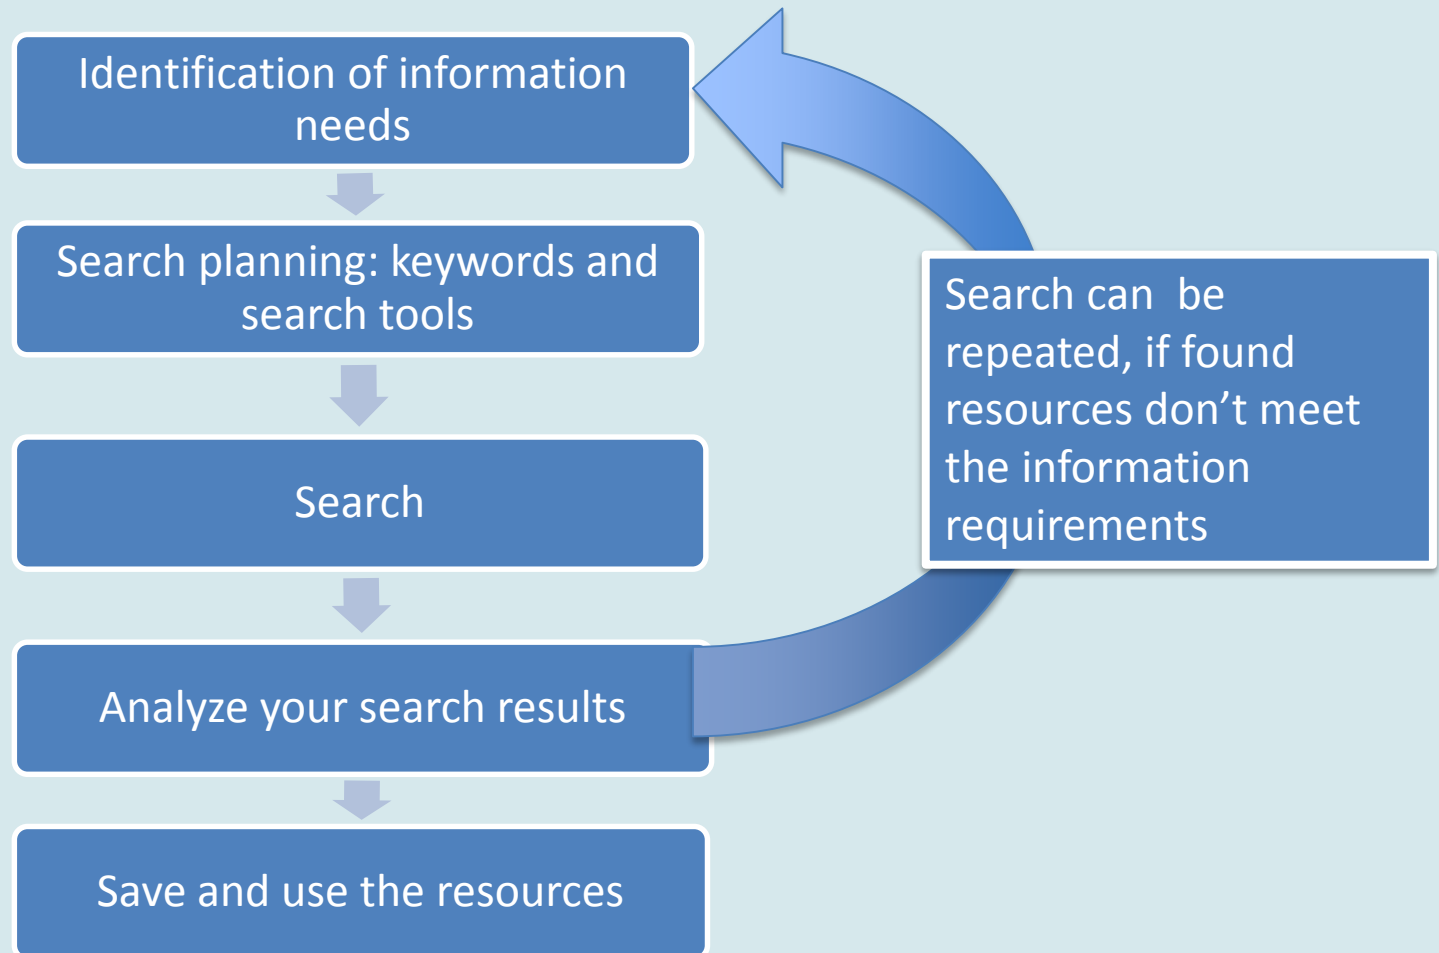 Identification of information
needs
Search planning: keywords and
search tools
Search
Analyze your search results
Save and use the resources
Search can  be
repeated, if found
resources don’t meet
the information
requirements